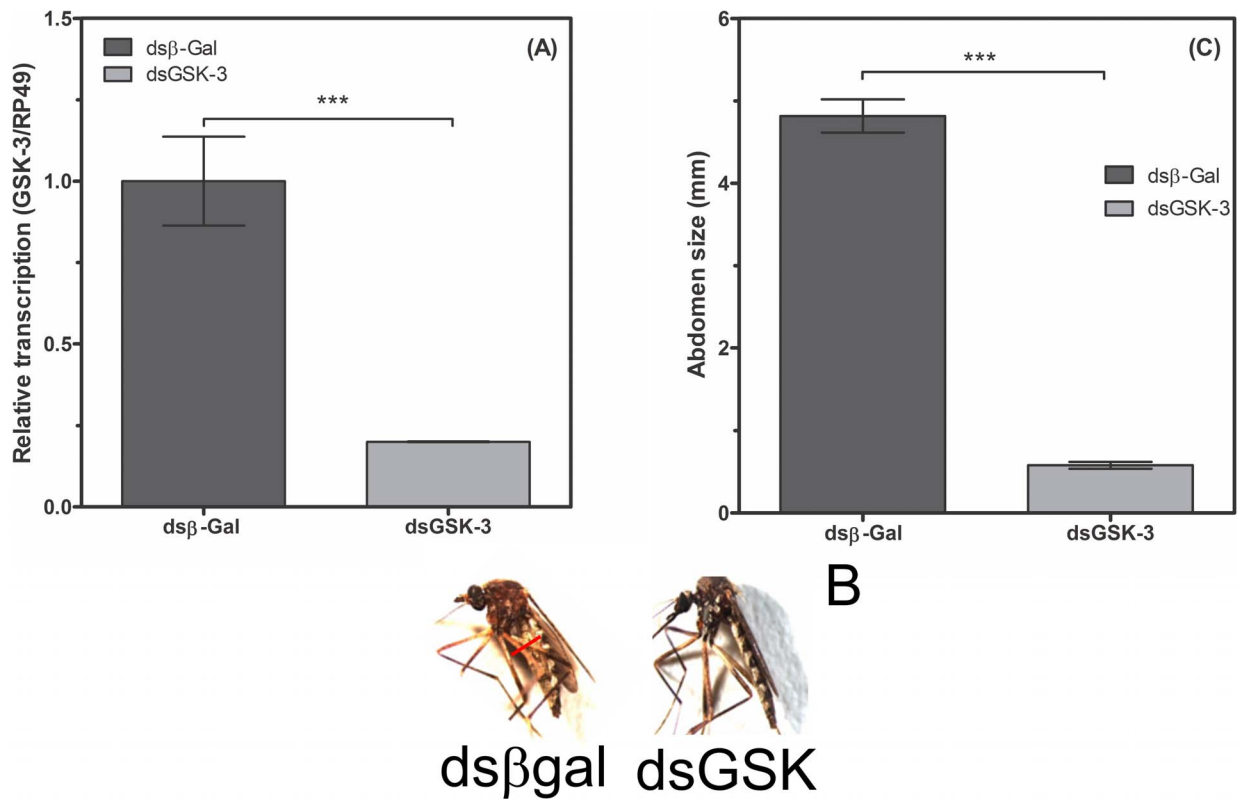 Relative transcription (GSK-3/RP49)
1.5
1.0
0.5
0.0
dsβ-Gal
dsGSK-3
(A)
***
dsβ-Gal
dsGSK-3
Abdomen size (mm)
6
4
2
0
(C)
***
dsβ-Gal
dsGSK-3
dsβ-Gal
dsGSK-3
B
dsβgal
dsGSK